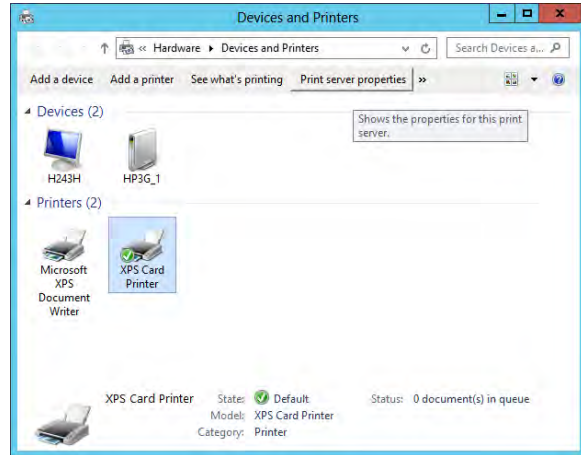 Devices and Printers
« Hardware Devices and Printers
Search Devices a...
Add a device Add a printer See what's printing Print server properties »
Shows the properties for this print
server.
Devices (2)
H243H HP3G_1
Printers (2)
Microsoft
XPS
Document
Writer
XPS Card
Printer
XPS Card Printer State: Default Status: 0 document(s) in queue
Model: XPS Card Printer
Category: Printer